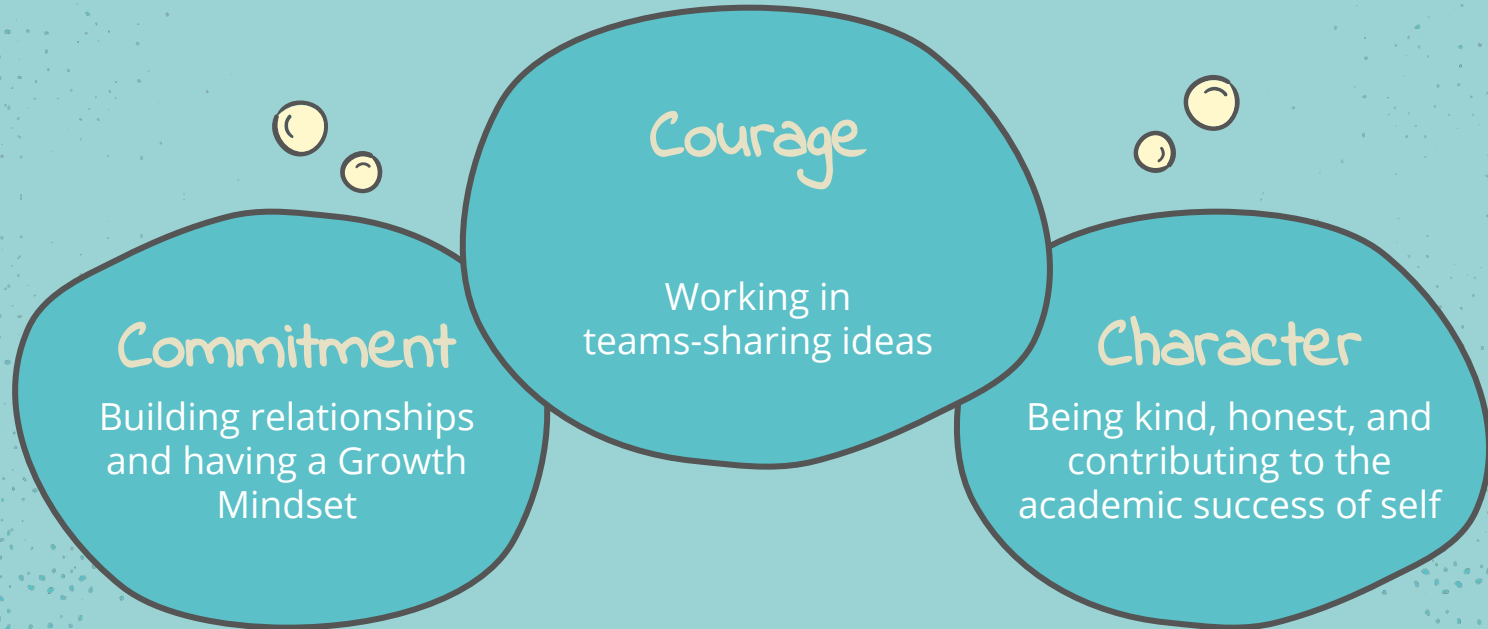 Courage
Working in
teams-sharing ideas
Commitment
Building relationships
and having a Growth
Mindset
Character
Being kind, honest, and
contributing to the
academic success of self